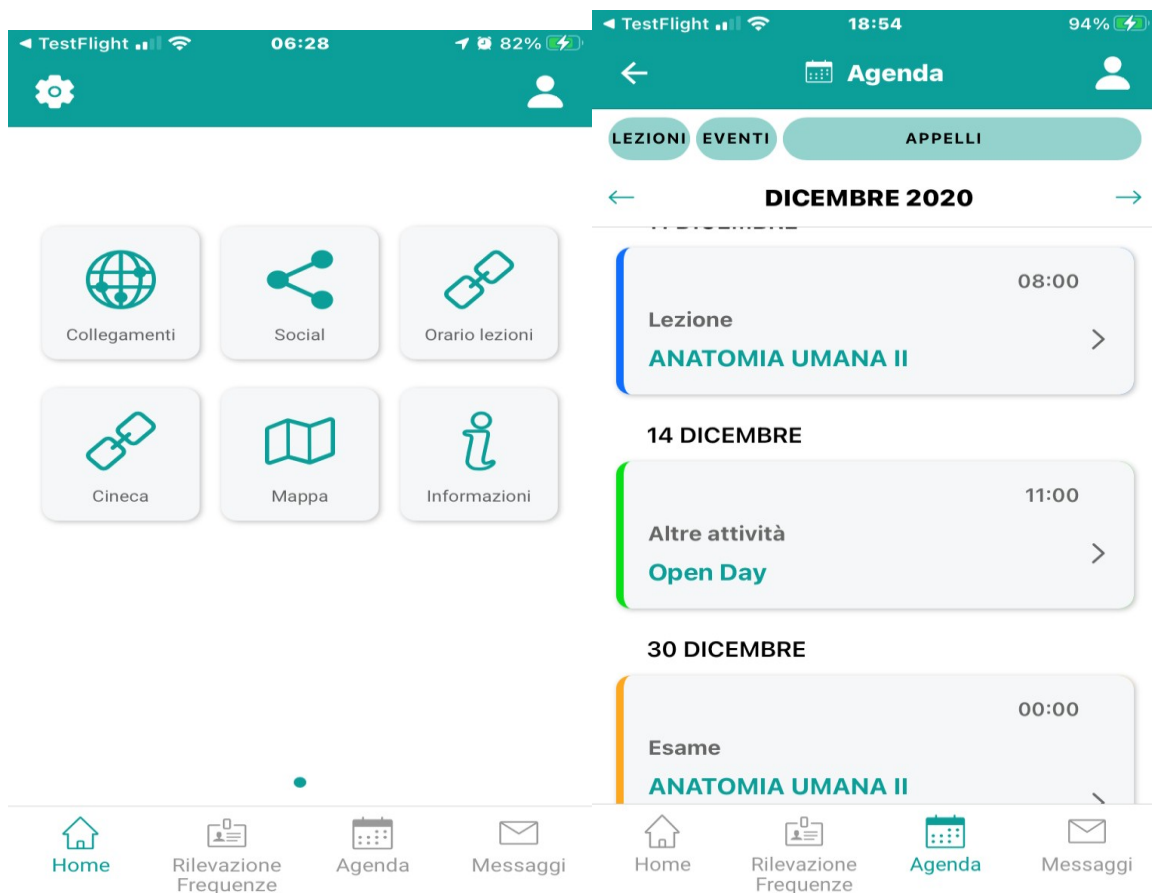 ◄ TestFlight
06:28
82%
Collegamenti
Social
Orario lezioni
Cineca
Mappa
Informazioni
Home
Rilevazione
Frequenze
Agenda
Messaggi
◄ TestFlight
18:54
94%
Agenda
LEZIONI
EVENTI
APPELLI
DICEMBRE 2020
08:00
Lezione
ANATOMIA UMANA II
14 DICEMBRE
11:00
Altre attività
Open Day
30 DICEMBRE
00:00
Esame
ANATOMIA UMANA II
Home
Rilevazione
Frequenze
Agenda
Messaggi